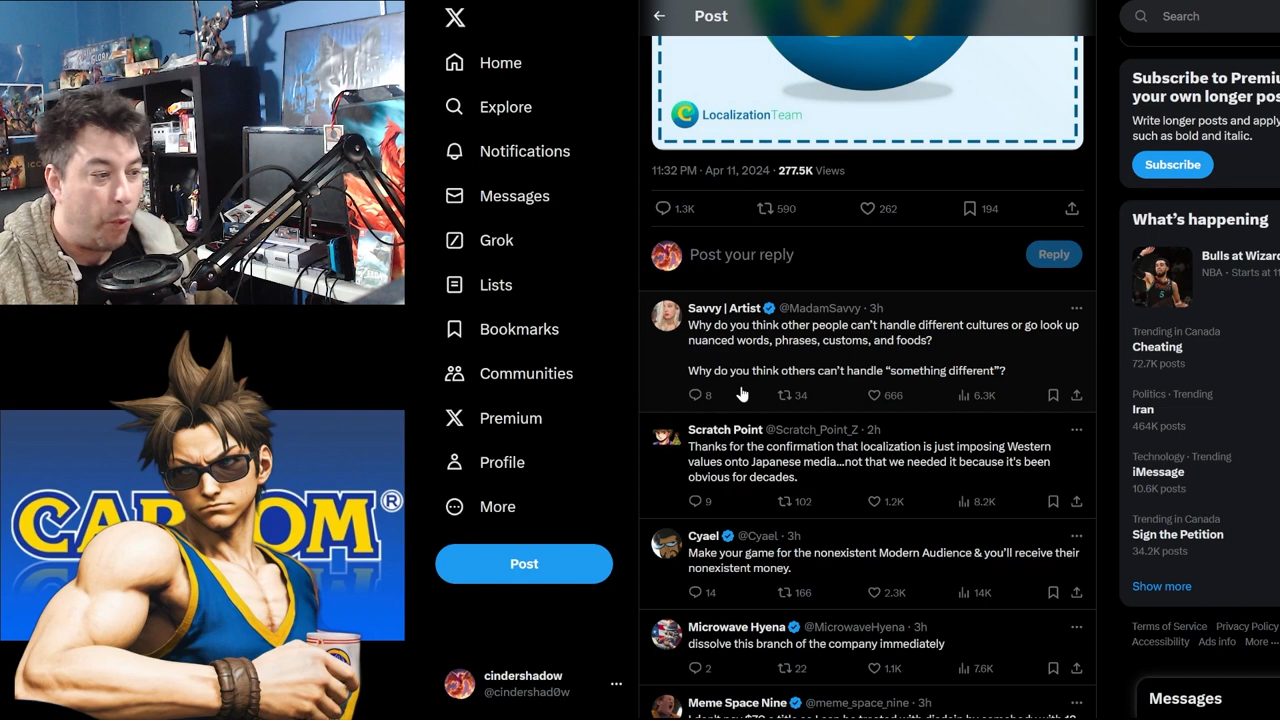 Home
Explore
Notifications
Messages
Grok
Lists
Bookmarks
Communities
Premium
Profile
More
Post
cindershadow
@cindershad0w
CAPCOM®
Post
LocalizationTeam
11:32 PM · Apr 11, 2024 · 277.5K Views
1.3K 590 262 194
Post your reply
Reply
Savvy | Artist @MadamSavvy · 3h
Why do you think other people can't handle different cultures or go look up
nuanced words, phrases, customs, and foods?
Why do you think others can't handle “something different”?
8 34 666 6.3K
Scratch Point @Scratch_Point_Z · 2h
Thanks for the confirmation that localization is just imposing Western
values onto Japanese media...not that we needed it because it's been
obvious for decades.
9 102 1.2K 8.2K
Cyael @Cyael · 3h
Make your game for the nonexistent Modern Audience & you'll receive their
nonexistent money.
14 166 2.3K 14K
Microwave Hyena @MicrowaveHyena · 3h
dissolve this branch of the company immediately
2 22 1.1K 7.6K
Meme Space Nine @meme_space_nine · 3h
Search
Subscribe to Premiu
your own longer pos
Write longer posts and apply
such as bold and italic.
Subscribe
What's happening
Bulls at Wizard
NBA · Starts at 11
Trending in Canada
Cheating
72.7K posts
Politics · Trending
Iran
464K posts
Technology · Trending
iMessage
10.6K posts
Trending in Canada
Sign the Petition
34.2K posts
Show more
Terms of Service Privacy Policy
Accessibility Ads info More ...
Messages